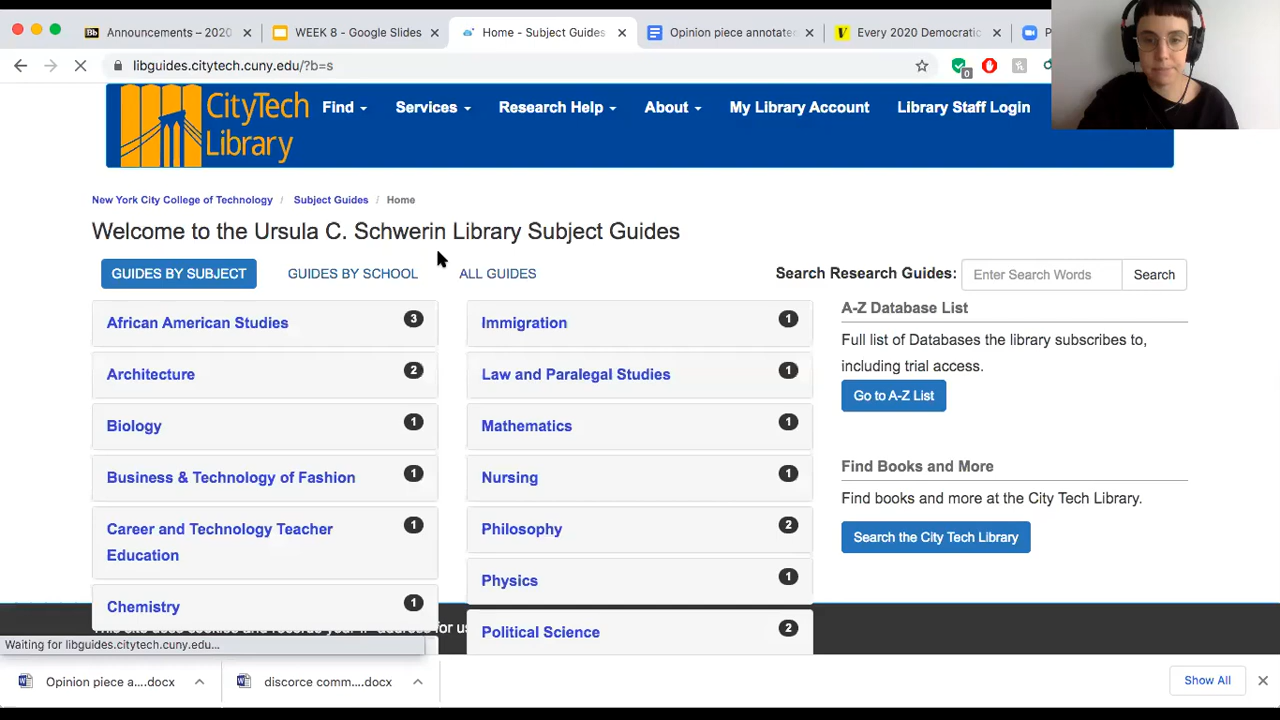 Announcements – 2020
WEEK3 - Google Slides
Home - Subject Guides
Opinion piece annotate
Every 2020 Democrati
libguides.citytech.cuny.edu/?b=s
CityTech
Library
Find
Services
Research Help
About
My Library Account
Library Staff Login
New York City College of Technology / Subject Guides / Home
Welcome to the Ursula C. Schwerin Library Subject Guides
GUIDES BY SUBJECT
GUIDES BY SCHOOL
ALL GUIDES
Search Research Guides:
Enter Search Words
Search
African American Studies 3
Architecture 2
Biology 1
Business & Technology of Fashion 1
Career and Technology Teacher
Education 1
Chemistry 1
Immigration 1
Law and Paralegal Studies 1
Mathematics 1
Nursing 1
Philosophy 2
Physics 1
Political Science 2
A-Z Database List
Full list of Databases the library subscribes to,
including trial access.
Go to A-Z List
Find Books and More
Find books and more at the City Tech Library.
Search the City Tech Library
Waiting for libguides.citytech.cuny.edu...
Opinion piece a....docx
discorce comm....docx
Show All